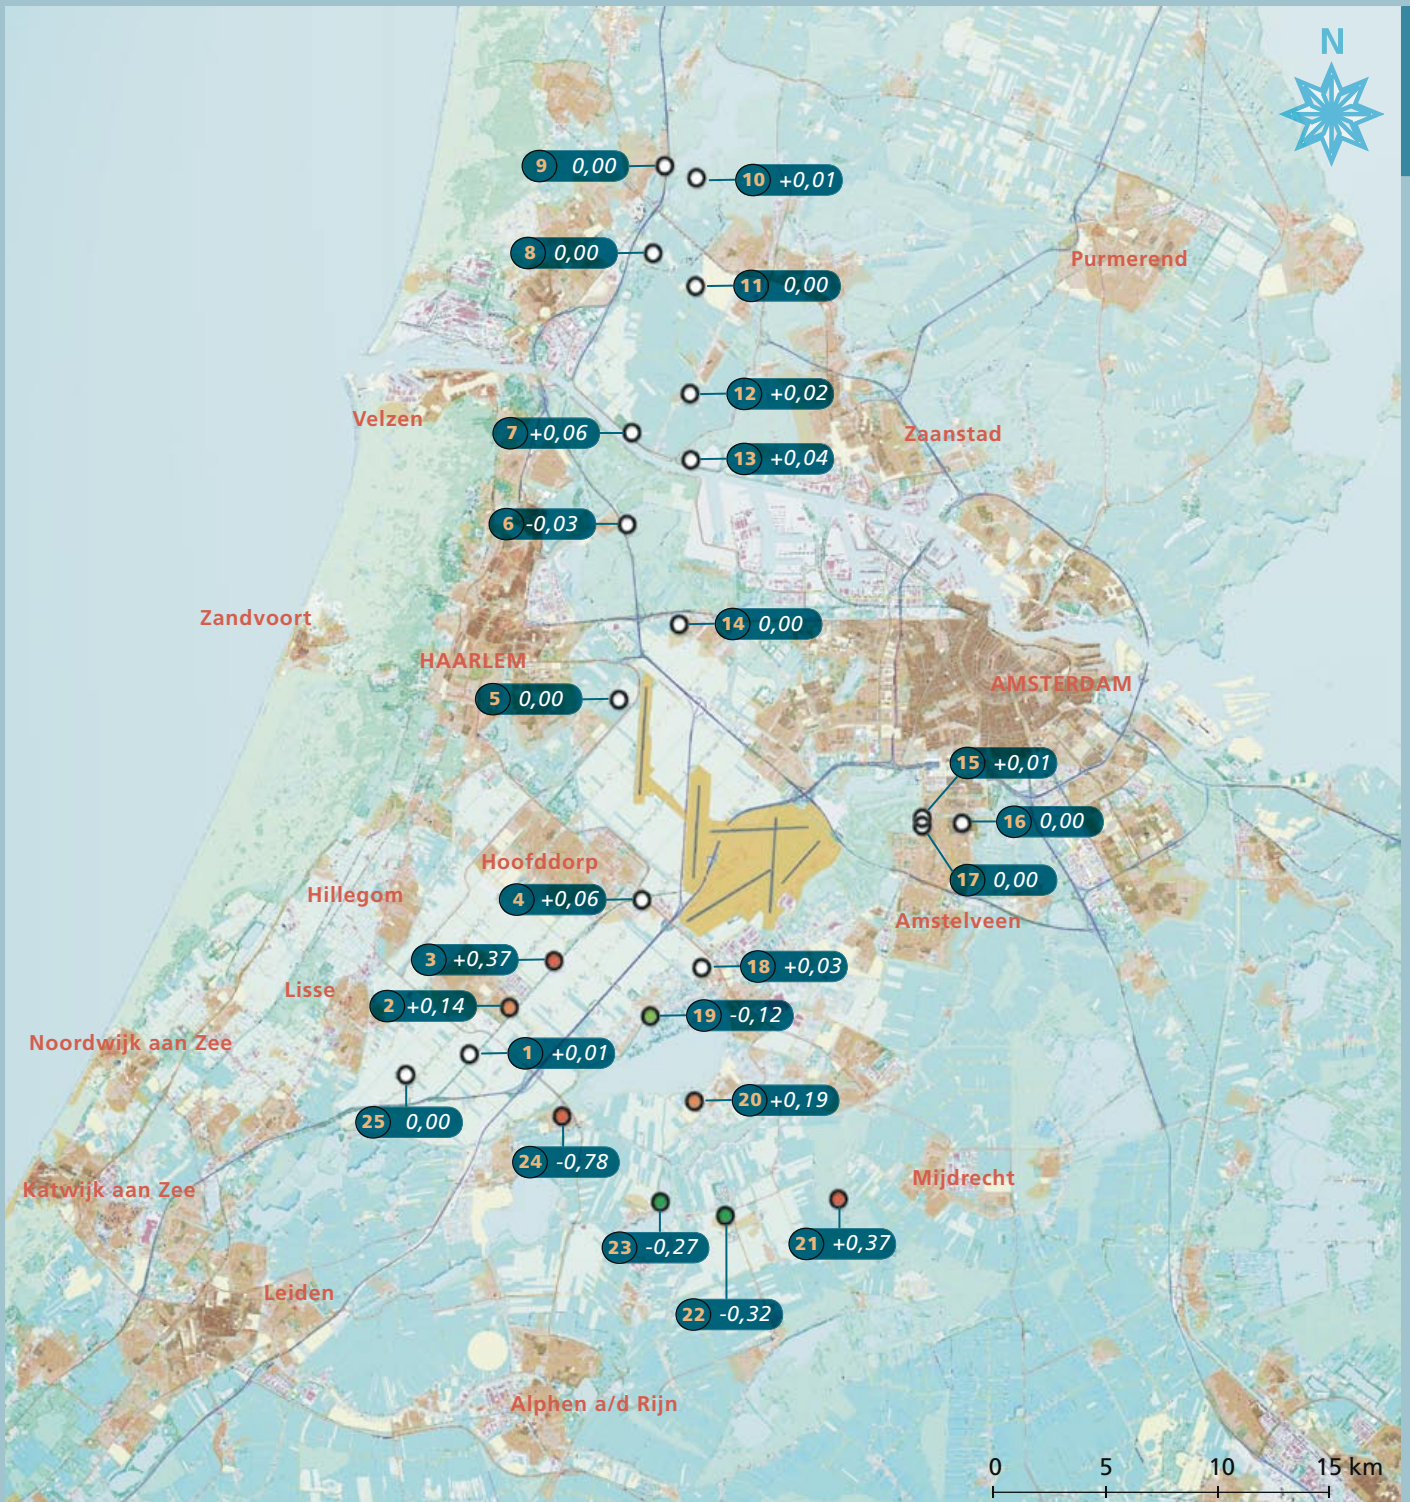 N
9 0,00
10 +0,01
8 0,00
Purmerend
11 0,00
12 +0,02
Velzen
7 +0,06
Zaanstad
13 +0,04
6 -0,03
Zandvoort
14 0,00
HAARLEM
AMSTERDAM
5 0,00
15 +0,01
16 0,00
Hoofddorp
17 0,00
Hillegom
4 +0,06
Amstelveen
3 +0,37
18 +0,03
Lisse
2 +0,14
19 -0,12
Noordwijk aan Zee
1 +0,01
20 +0,19
25 0,00
24 -0,78
Mijdrecht
Katwijk aan Zee
23 -0,27
21 +0,37
Leiden
22 -0,32
Alphen a/d Rijn
0 5 10 15 km